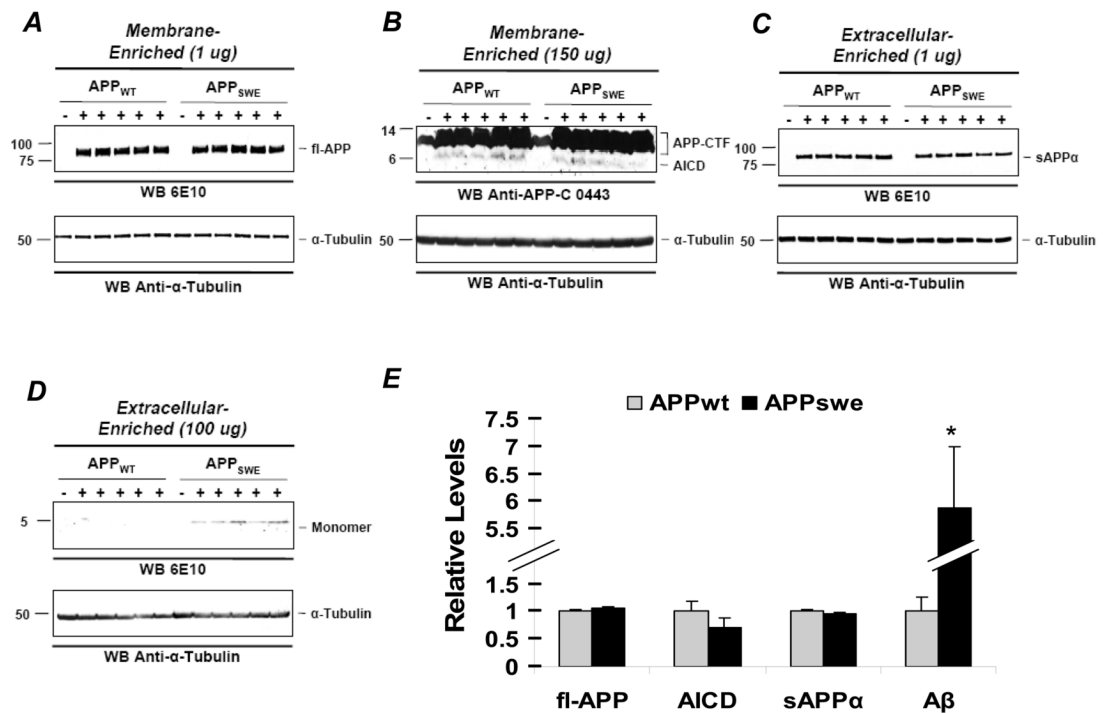 A
Membrane-
Enriched (1 ug)
APPWT APPSWE
- + + + + + - + + + + +
100
75
fl-APP
WB 6E10
50
α-Tubulin
WB Anti-α-Tubulin
B
Membrane-
Enriched (150 ug)
APPWT APPSWE
- + + + + + - + + + + +
14
6
APP-CTF
AICD
WB Anti-APP-C 0443
50
α-Tubulin
WB Anti-α-Tubulin
C
Extracellular-
Enriched (1 ug)
APPWT APPSWE
- + + + + + - + + + + +
100
75
sAPPα
WB 6E10
50
α-Tubulin
WB Anti-α-Tubulin
D
Extracellular-
Enriched (100 ug)
APPWT APPSWE
- + + + + + - + + + + +
5
Monomer
WB 6E10
50
α-Tubulin
WB Anti-α-Tubulin
E
APPwt APPswe
Relative Levels
7.5
7
6.5
6
5.5
1.5
1
0.5
0
*
fl-APP AICD sAPPα Aβ